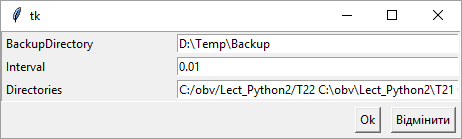 tk
BackupDirectory D:\Temp\Backup
Interval 0.01
Directories C:/obv/Lect_Python2/T22 C:\obv\Lect_Python2\T21
Ok Відмінити